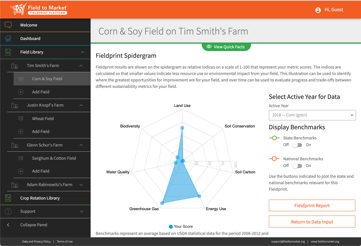 Field to Market
Hi, Guest
Welcome
Dashboard
Field Library
Tim Smith's Farm
Corn & Soy Field
Add Field
Justin Knopf's Farm
Wheat Field
Add Field
Glenn Schur's Farm
Sorghum & Cotton Field
Add Field
Adam Rabinowitz's Farm
Crop Rotation Library
Support
Collapse Panel
Data and Privacy Policy | Terms of Use
Corn & Soy Field on Tim Smith's Farm
View Quick Facts
Fieldprint Spidergram
Fieldprint results are shown on the spidergram as relative indices on a scale of 1-100 that represent your metric scores. The indices are
calculated so that smaller values indicate less resource use or environmental impact from your field. This illustration can be used to identify
where the greatest opportunities for improvement are for your field, and over time can be used to evaluate progress and trade-offs between
different sustainability metrics for your field.
Land Use
Biodiversity
Soil Conservation
Water Quality
Soil Carbon
Greenhouse Gas
Energy Use
Your Score
Benchmarks represent an average based on USDA statistical data for the period 2008-2012 and
Select Active Year for Data
Active Year
2018 - Corn (grain)
Display Benchmarks
State Benchmarks
Off On
National Benchmarks
Off On
Use the buttons indicated to plot the state and
national benchmarks relevant for this
Fieldprint.
Fieldprint Report
Return to Data Input